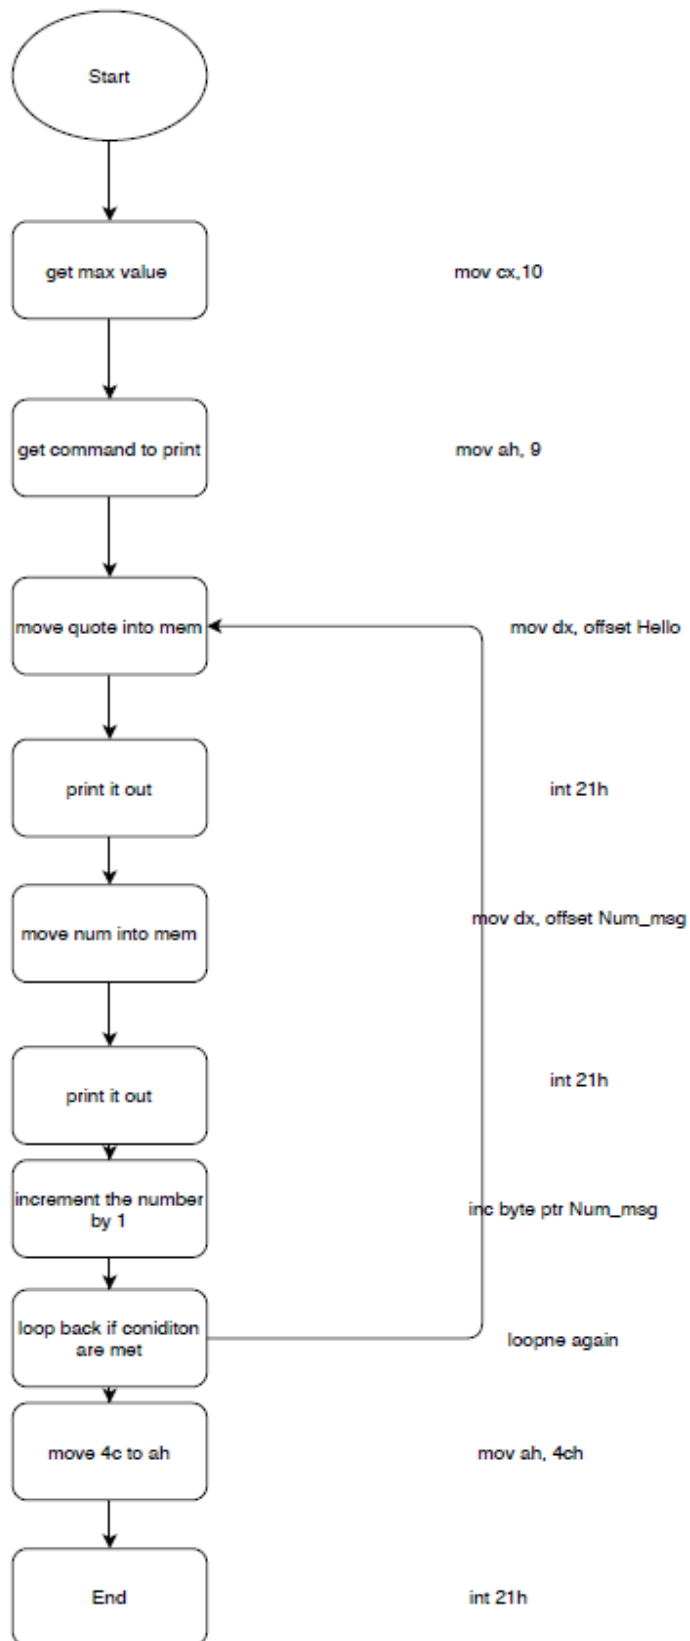 Start
get max value
mov cx,10
get command to print
mov ah, 9
move quote into mem
mov dx, offset Hello
print it out
int 21h
move num into mem
mov dx, offset Num_msg
print it out
int 21h
increment the number
by 1
inc byte ptr Num_msg
loop back if coniditon
are met
loopne again
move 4c to ah
mov ah, 4ch
End
int 21h